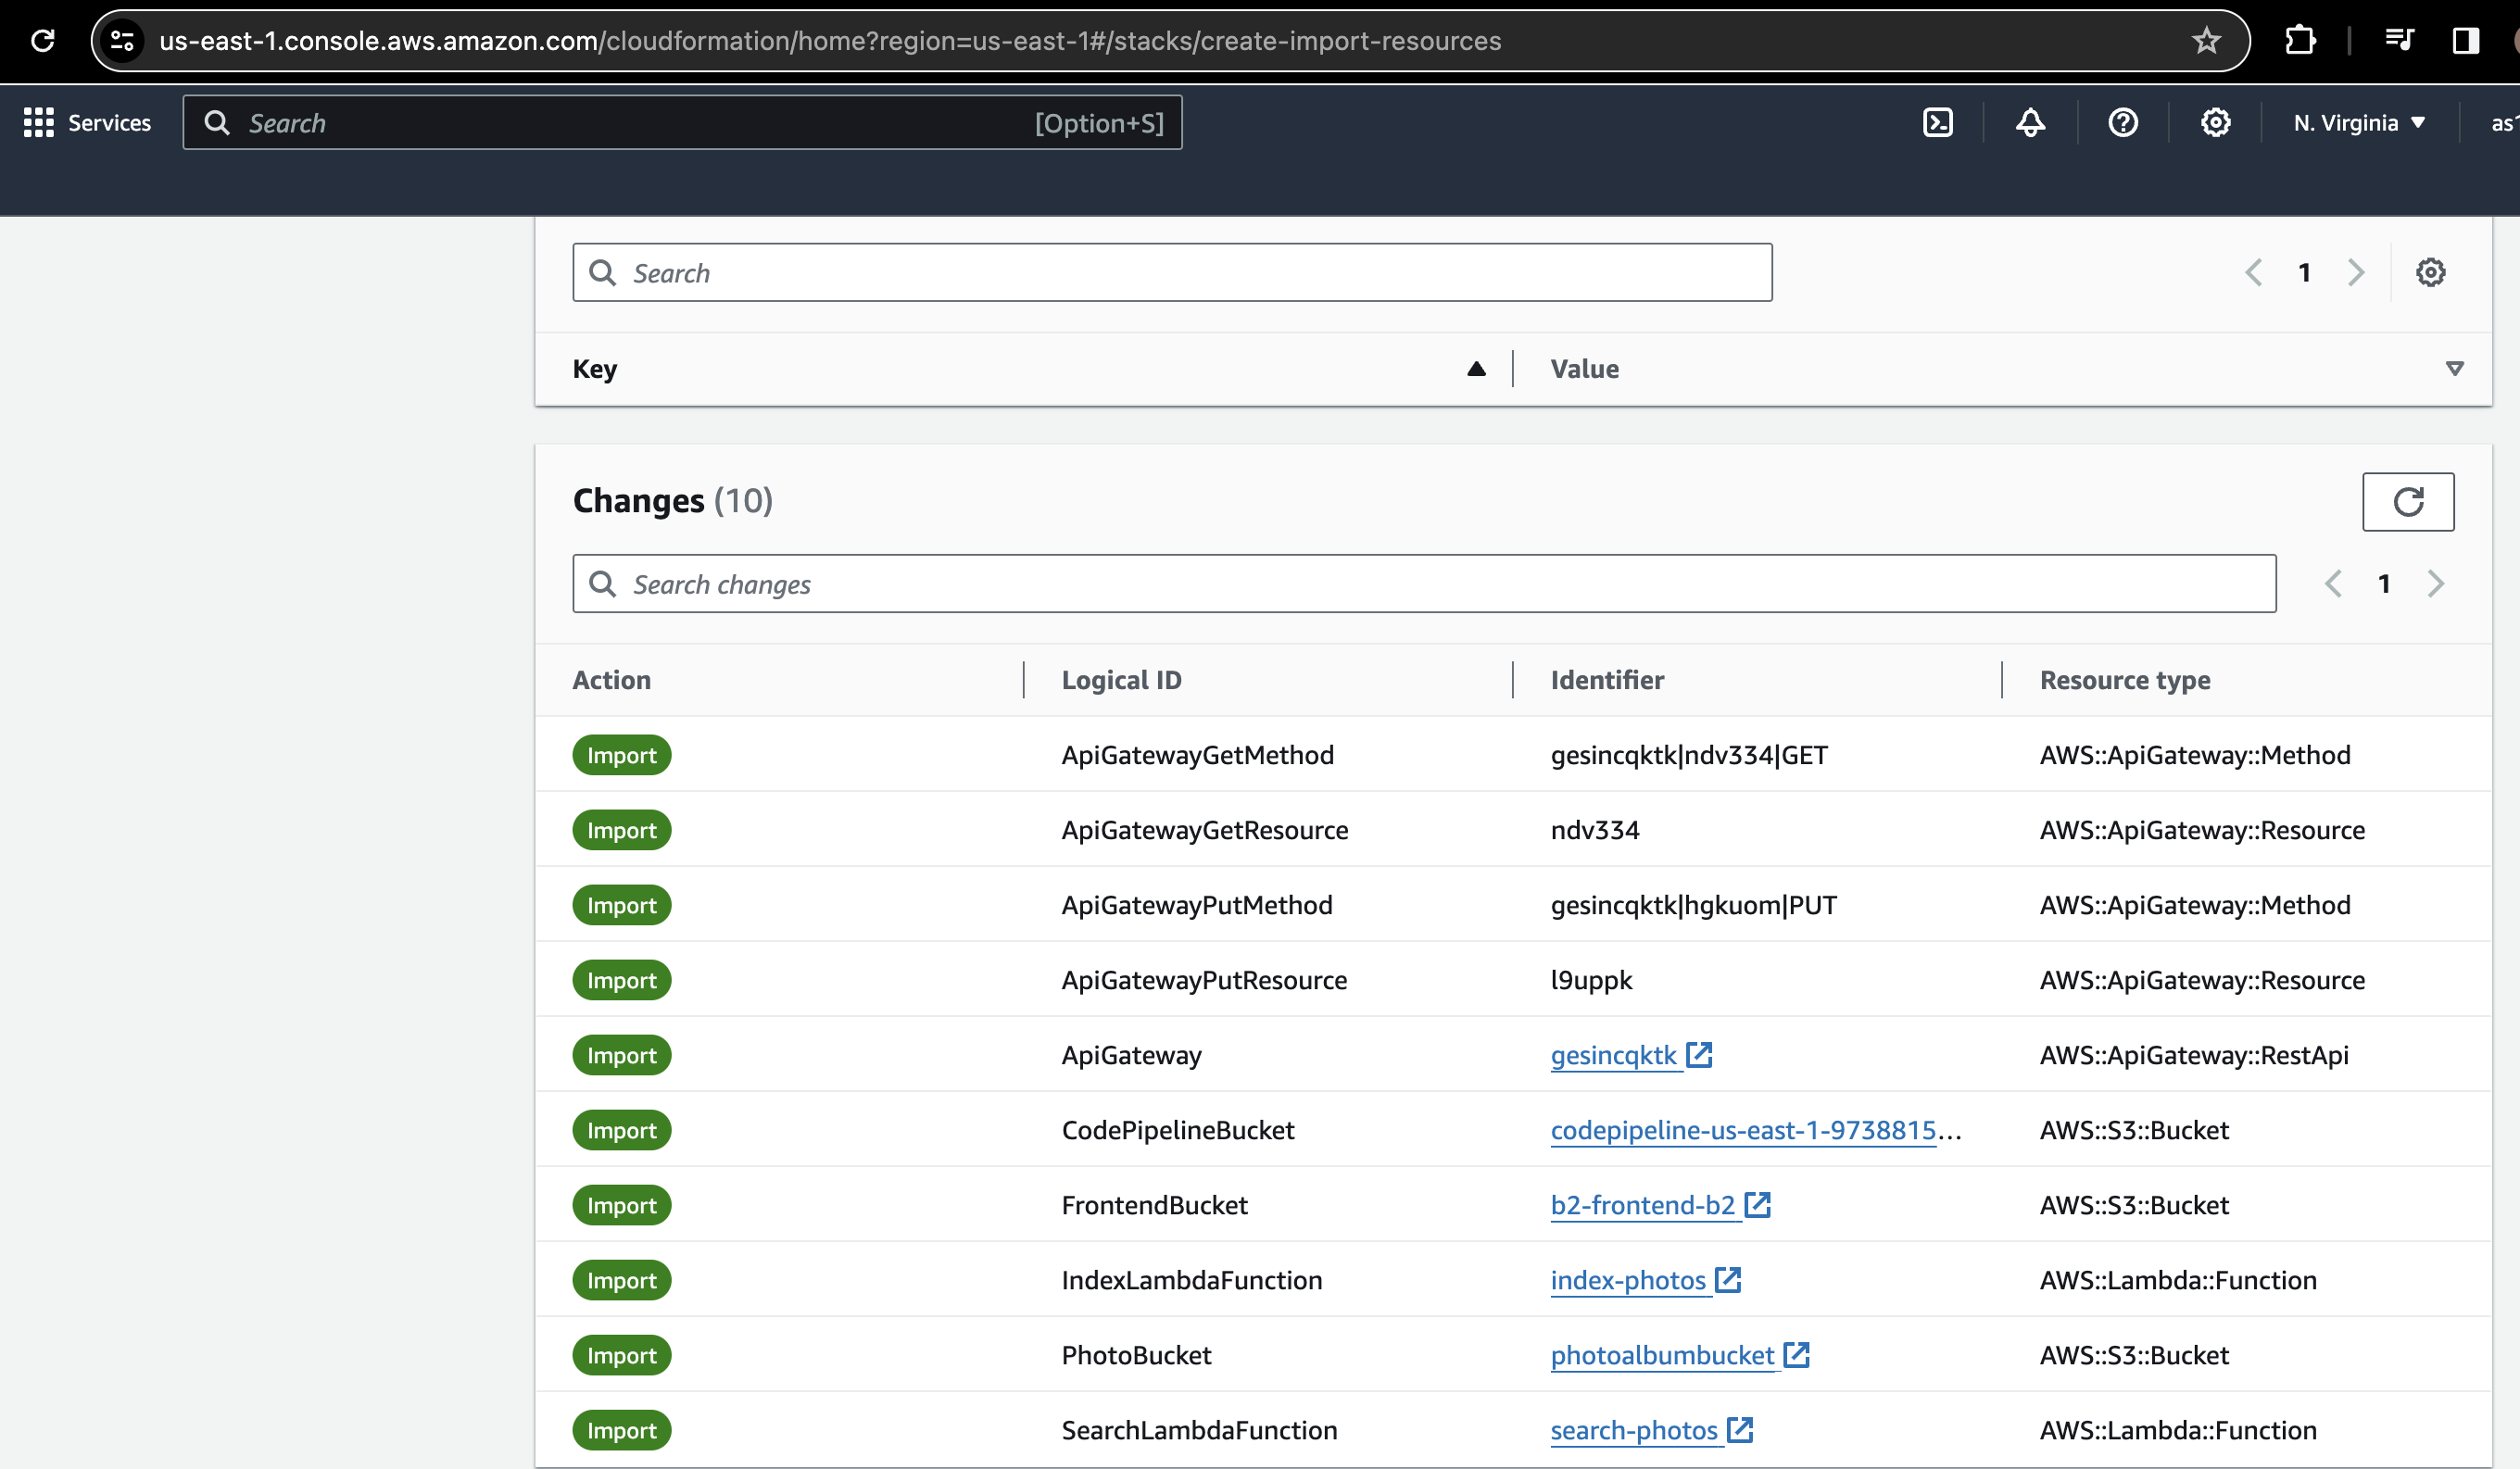 us-east-1.console.aws.amazon.com/cloudformation/home?region=us-east-1#/stacks/create-import-resources
Services Search [Option+S] N. Virginia
Search 1
Key Value
Changes (10)
Search changes 1
Action Logical ID Identifier Resource type
Import ApiGatewayGetMethod gesincqktk|ndv334|GET AWS::ApiGateway::Method
Import ApiGatewayGetResource ndv334 AWS::ApiGateway::Resource
Import ApiGatewayPutMethod gesincqktk|hgkuom|PUT AWS::ApiGateway::Method
Import ApiGatewayPutResource l9uppk AWS::ApiGateway::Resource
Import ApiGateway gesincqktk AWS::ApiGateway::RestApi
Import CodePipelineBucket codepipeline-us-east-1-9738815... AWS::S3::Bucket
Import FrontendBucket b2-frontend-b2 AWS::S3::Bucket
Import IndexLambdaFunction index-photos AWS::Lambda::Function
Import PhotoBucket photoalbumbucket AWS::S3::Bucket
Import SearchLambdaFunction search-photos AWS::Lambda::Function